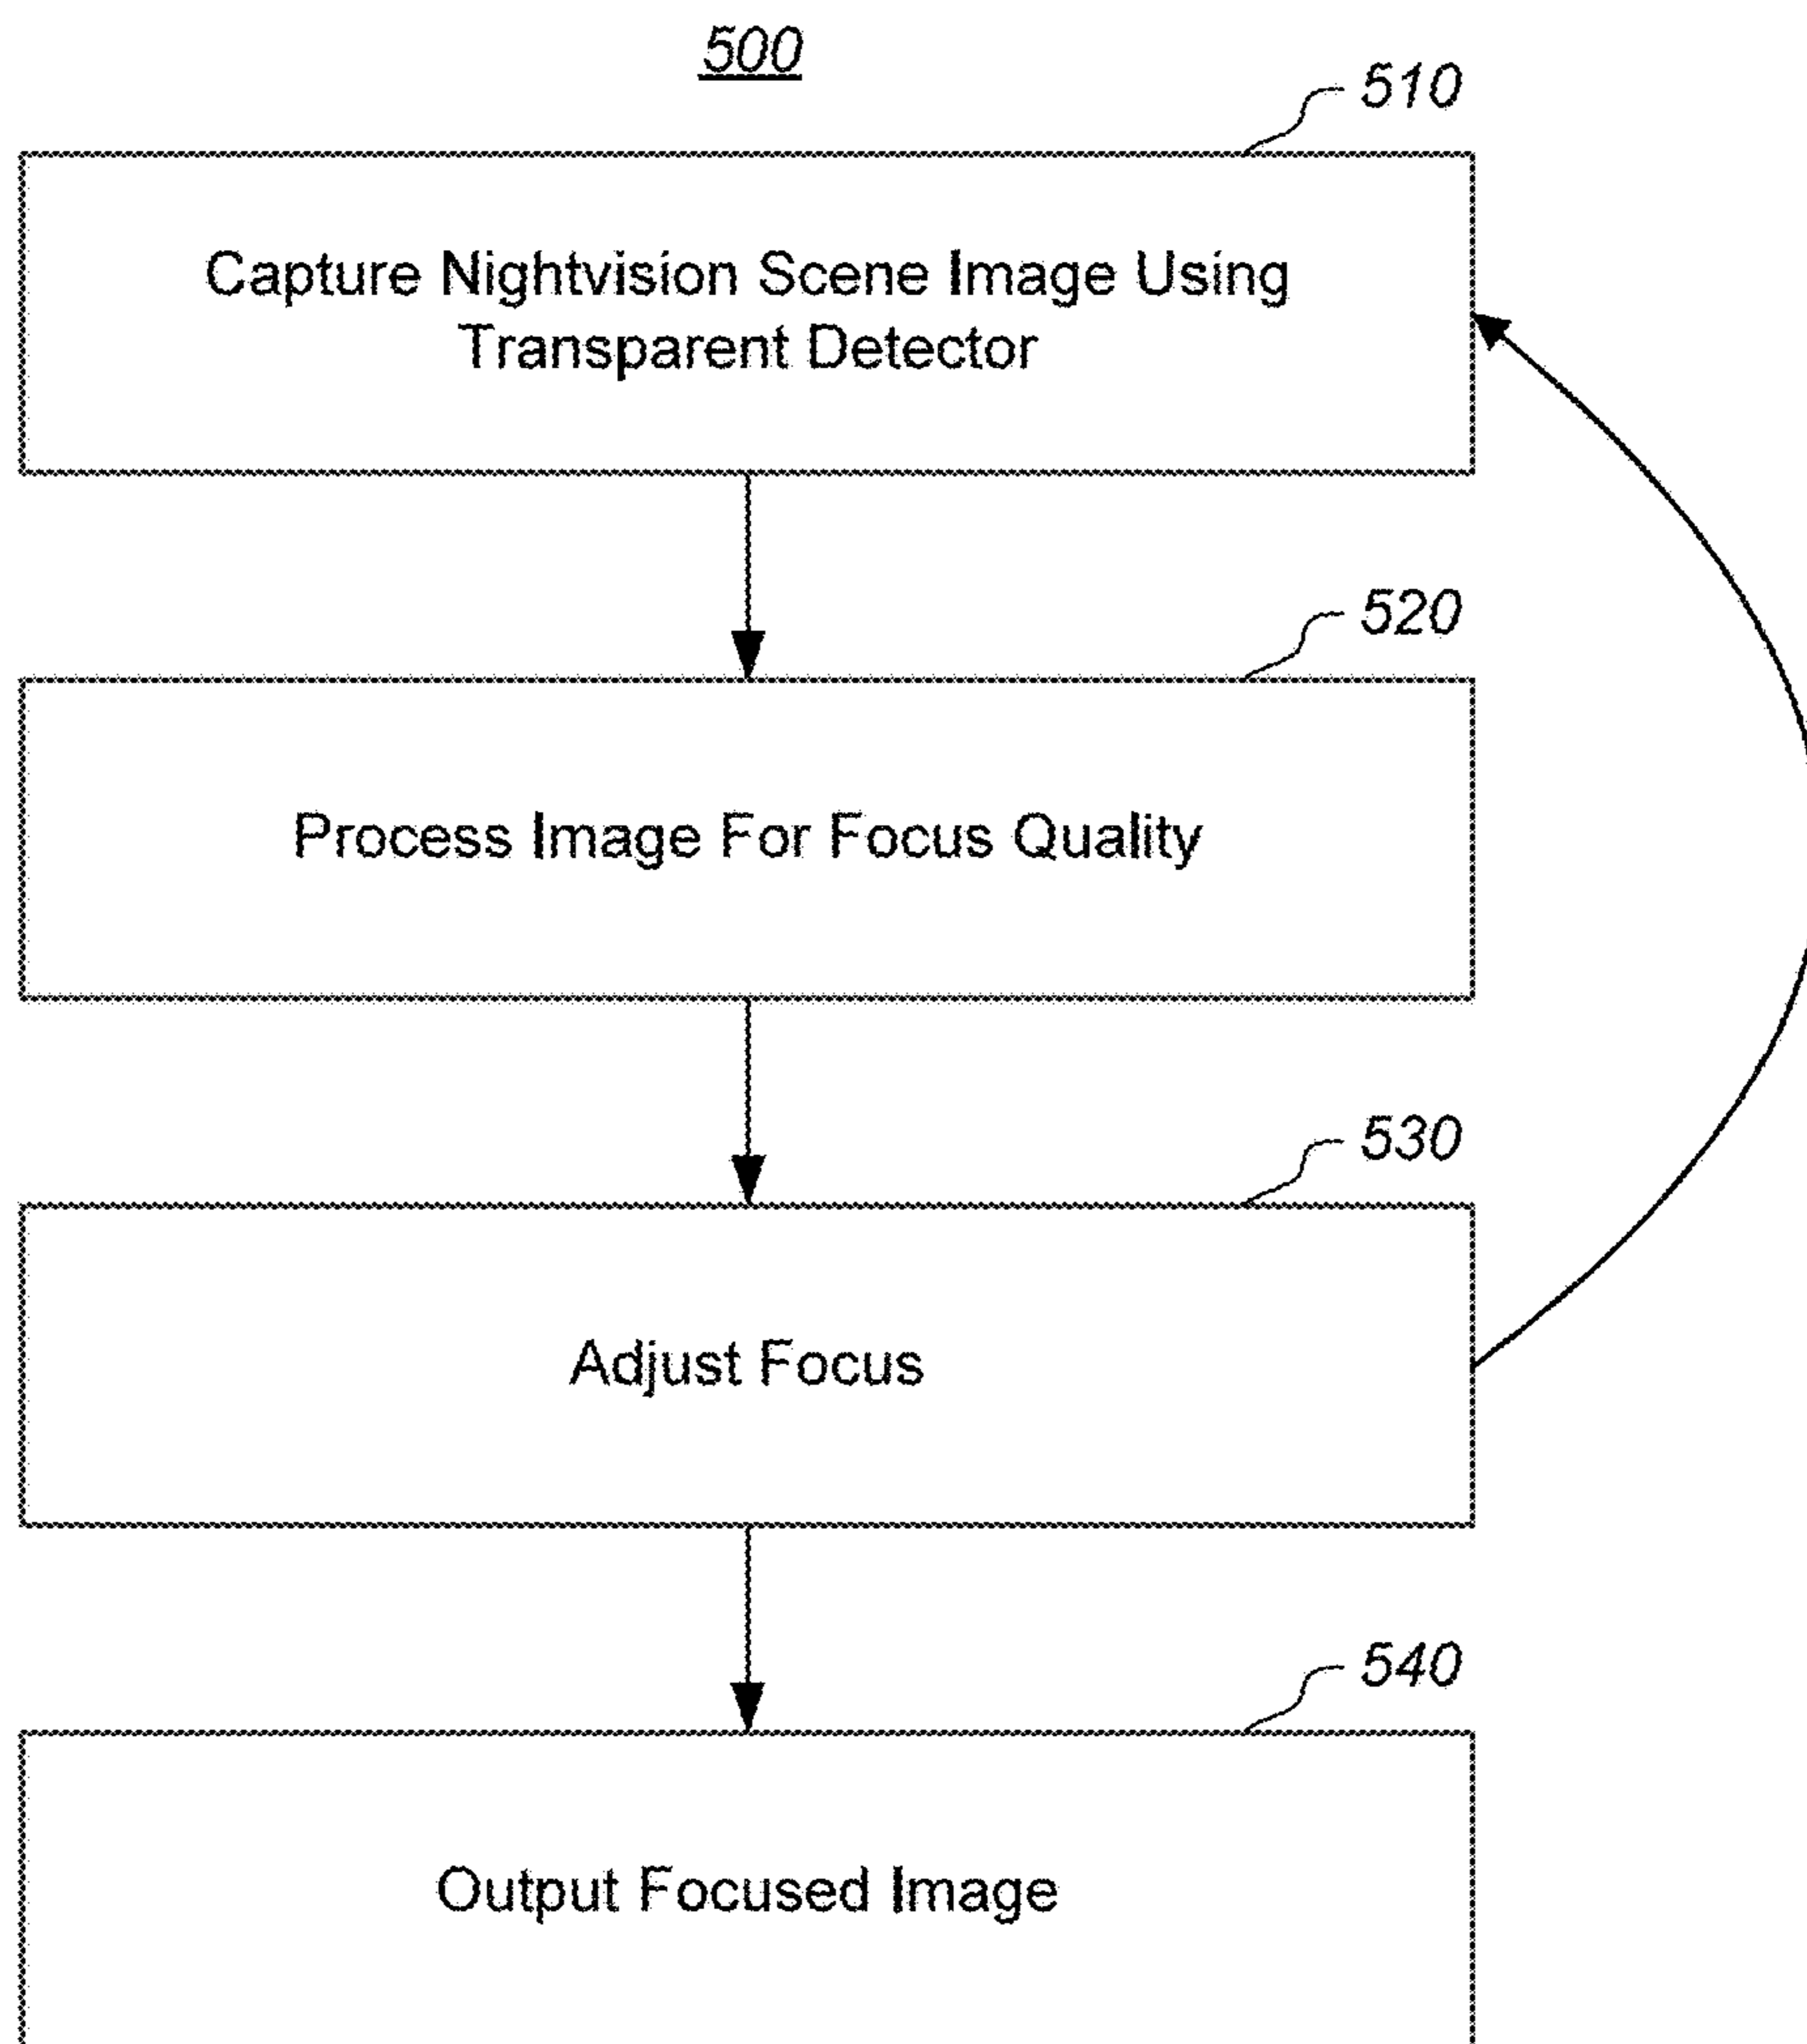 500
510
Capture Nightvision Scene Image Using
Transparent Detector
520
Process Image For Focus Quality
530
Adjust Focus
540
Output Focused Image